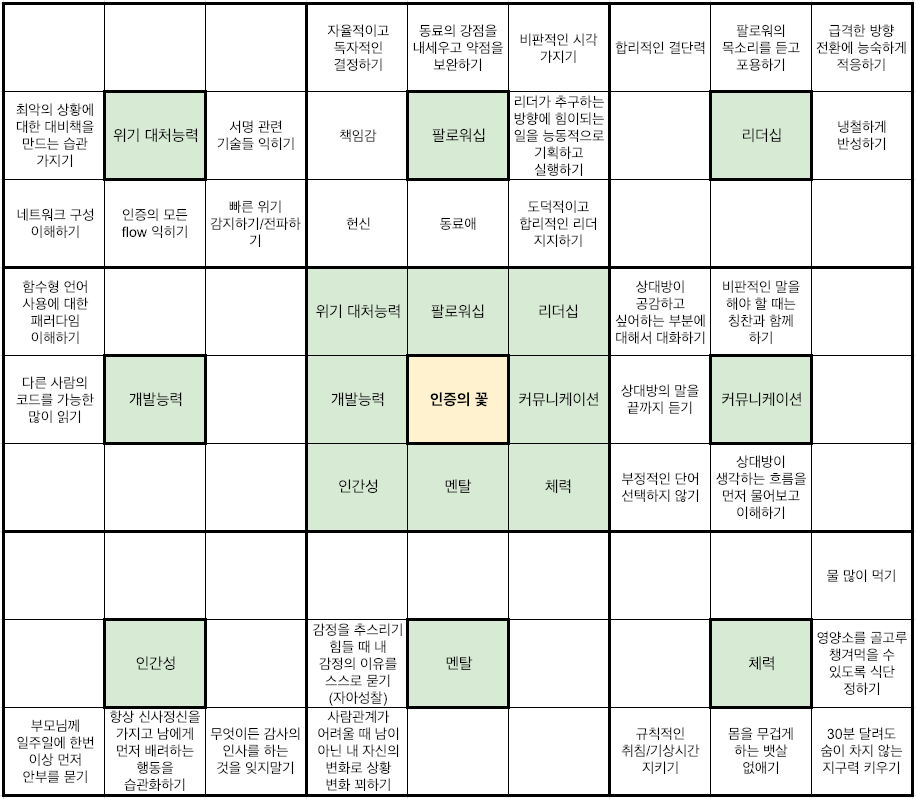 자율적이고
독자적인
결정하기
동료의 강점을
내세우고 약점을
보완하기
비판적인 시각
가지기
합리적인 결단력
팔로워의
목소리를 듣고
포용하기
급격한 방향
전환에 능숙하게
적응하기
최악의 상황에
대한 대비책을
만드는 습관
가지기
위기 대처능력
서명 관련
기술들 익히기
책임감
팔로워십
리더가 추구하는
방향에 힘이되는
일을 능동적으로
기획하고
실행하기
리더십
냉철하게
반성하기
네트워크 구성
이해하기
인증의 모든
flow 익히기
빠른 위기
감지하기/전파하
기
헌신
동료애
도덕적이고
합리적인 리더
지지하기
함수형 언어
사용에 대한
패러다임
이해하기
위기 대처능력
팔로워십
리더십
상대방이
공감하고
싶어하는 부분에
대해서 대화하기
비판적인 말을
해야 할 때는
칭찬과 함께
하기
다른 사람의
코드를 가능한
많이 읽기
개발능력
개발능력
인증의 꽃
커뮤니케이션
상대방의 말을
끝까지 듣기
커뮤니케이션
인간성
멘탈
체력
부정적인 단어
선택하지 않기
상대방이
생각하는 흐름을
먼저 물어보고
이해하기
물 많이 먹기
인간성
감정을 추스리기
힘들 때 내
감정의 이유를
스스로 묻기
(자아성찰)
멘탈
체력
영양소를 골고루
챙겨먹을 수
있도록 식단
정하기
부모님께
일주일에 한번
이상 먼저
안부를 묻기
항상 신사정신을
가지고 남에게
먼저 배려하는
행동을
습관화하기
무엇이든 감사의
인사를 하는
것을 잊지말기
사람관계가
어려울 때 남이
아닌 내 자신의
변화로 상황
변화 꾀하기
규칙적인
취침/기상시간
지키기
몸을 무겁게
하는 뱃살
없애기
30분 달려도
숨이 차지 않는
지구력 키우기